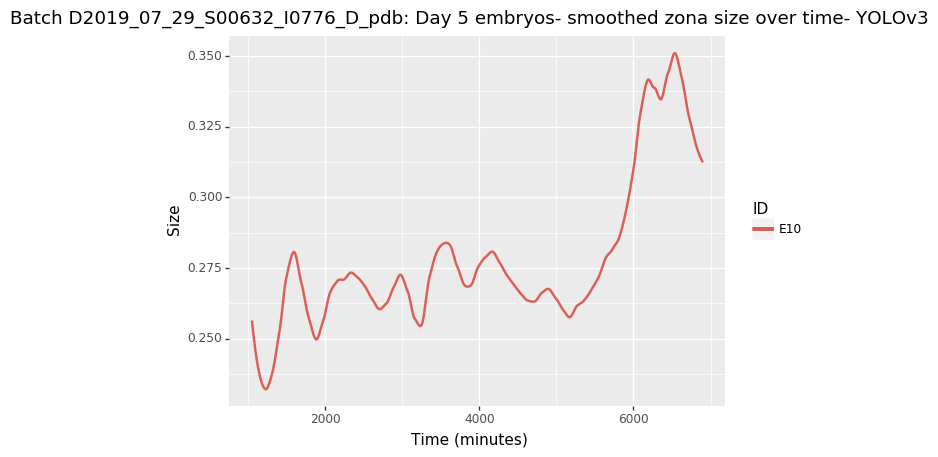 Batch D2019_07_29_S00632_I0776_D_pdb: Day 5 embryos- smoothed zona size over time- YOLOv3
0.350
0.325
0.300
0.275
0.250
Size
2000
4000
6000
Time (minutes)
ID
E10